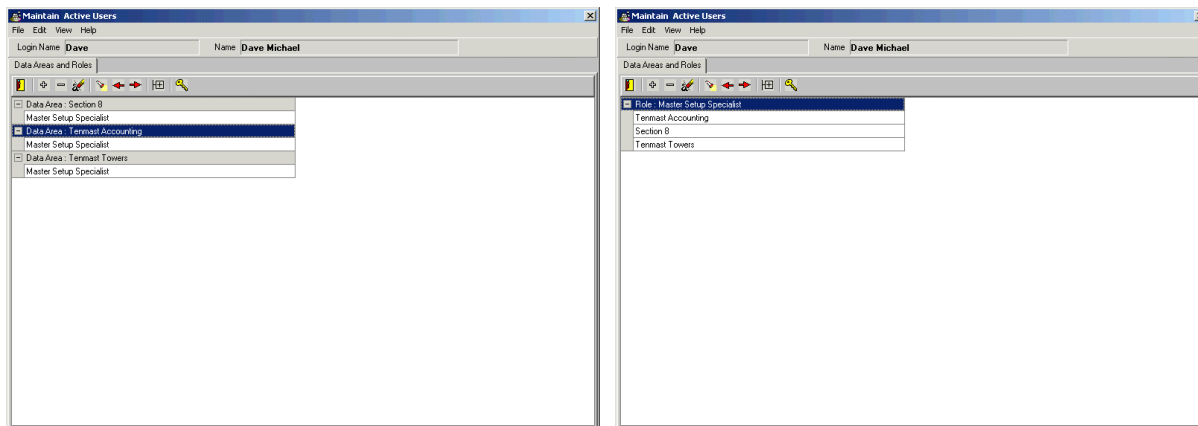 Maintain Active Users
File Edit View Help
Login Name Dave Name Dave Michael
Data Areas and Roles
Data Area : Section 8
Master Setup Specialist
Data Area : Tenmast Accounting
Master Setup Specialist
Data Area : Tenmast Towers
Master Setup Specialist
Maintain Active Users
File Edit View Help
Login Name Dave Name Dave Michael
Data Areas and Roles
Role : Master Setup Specialist
Tenmast Accounting
Section 8
Tenmast Towers